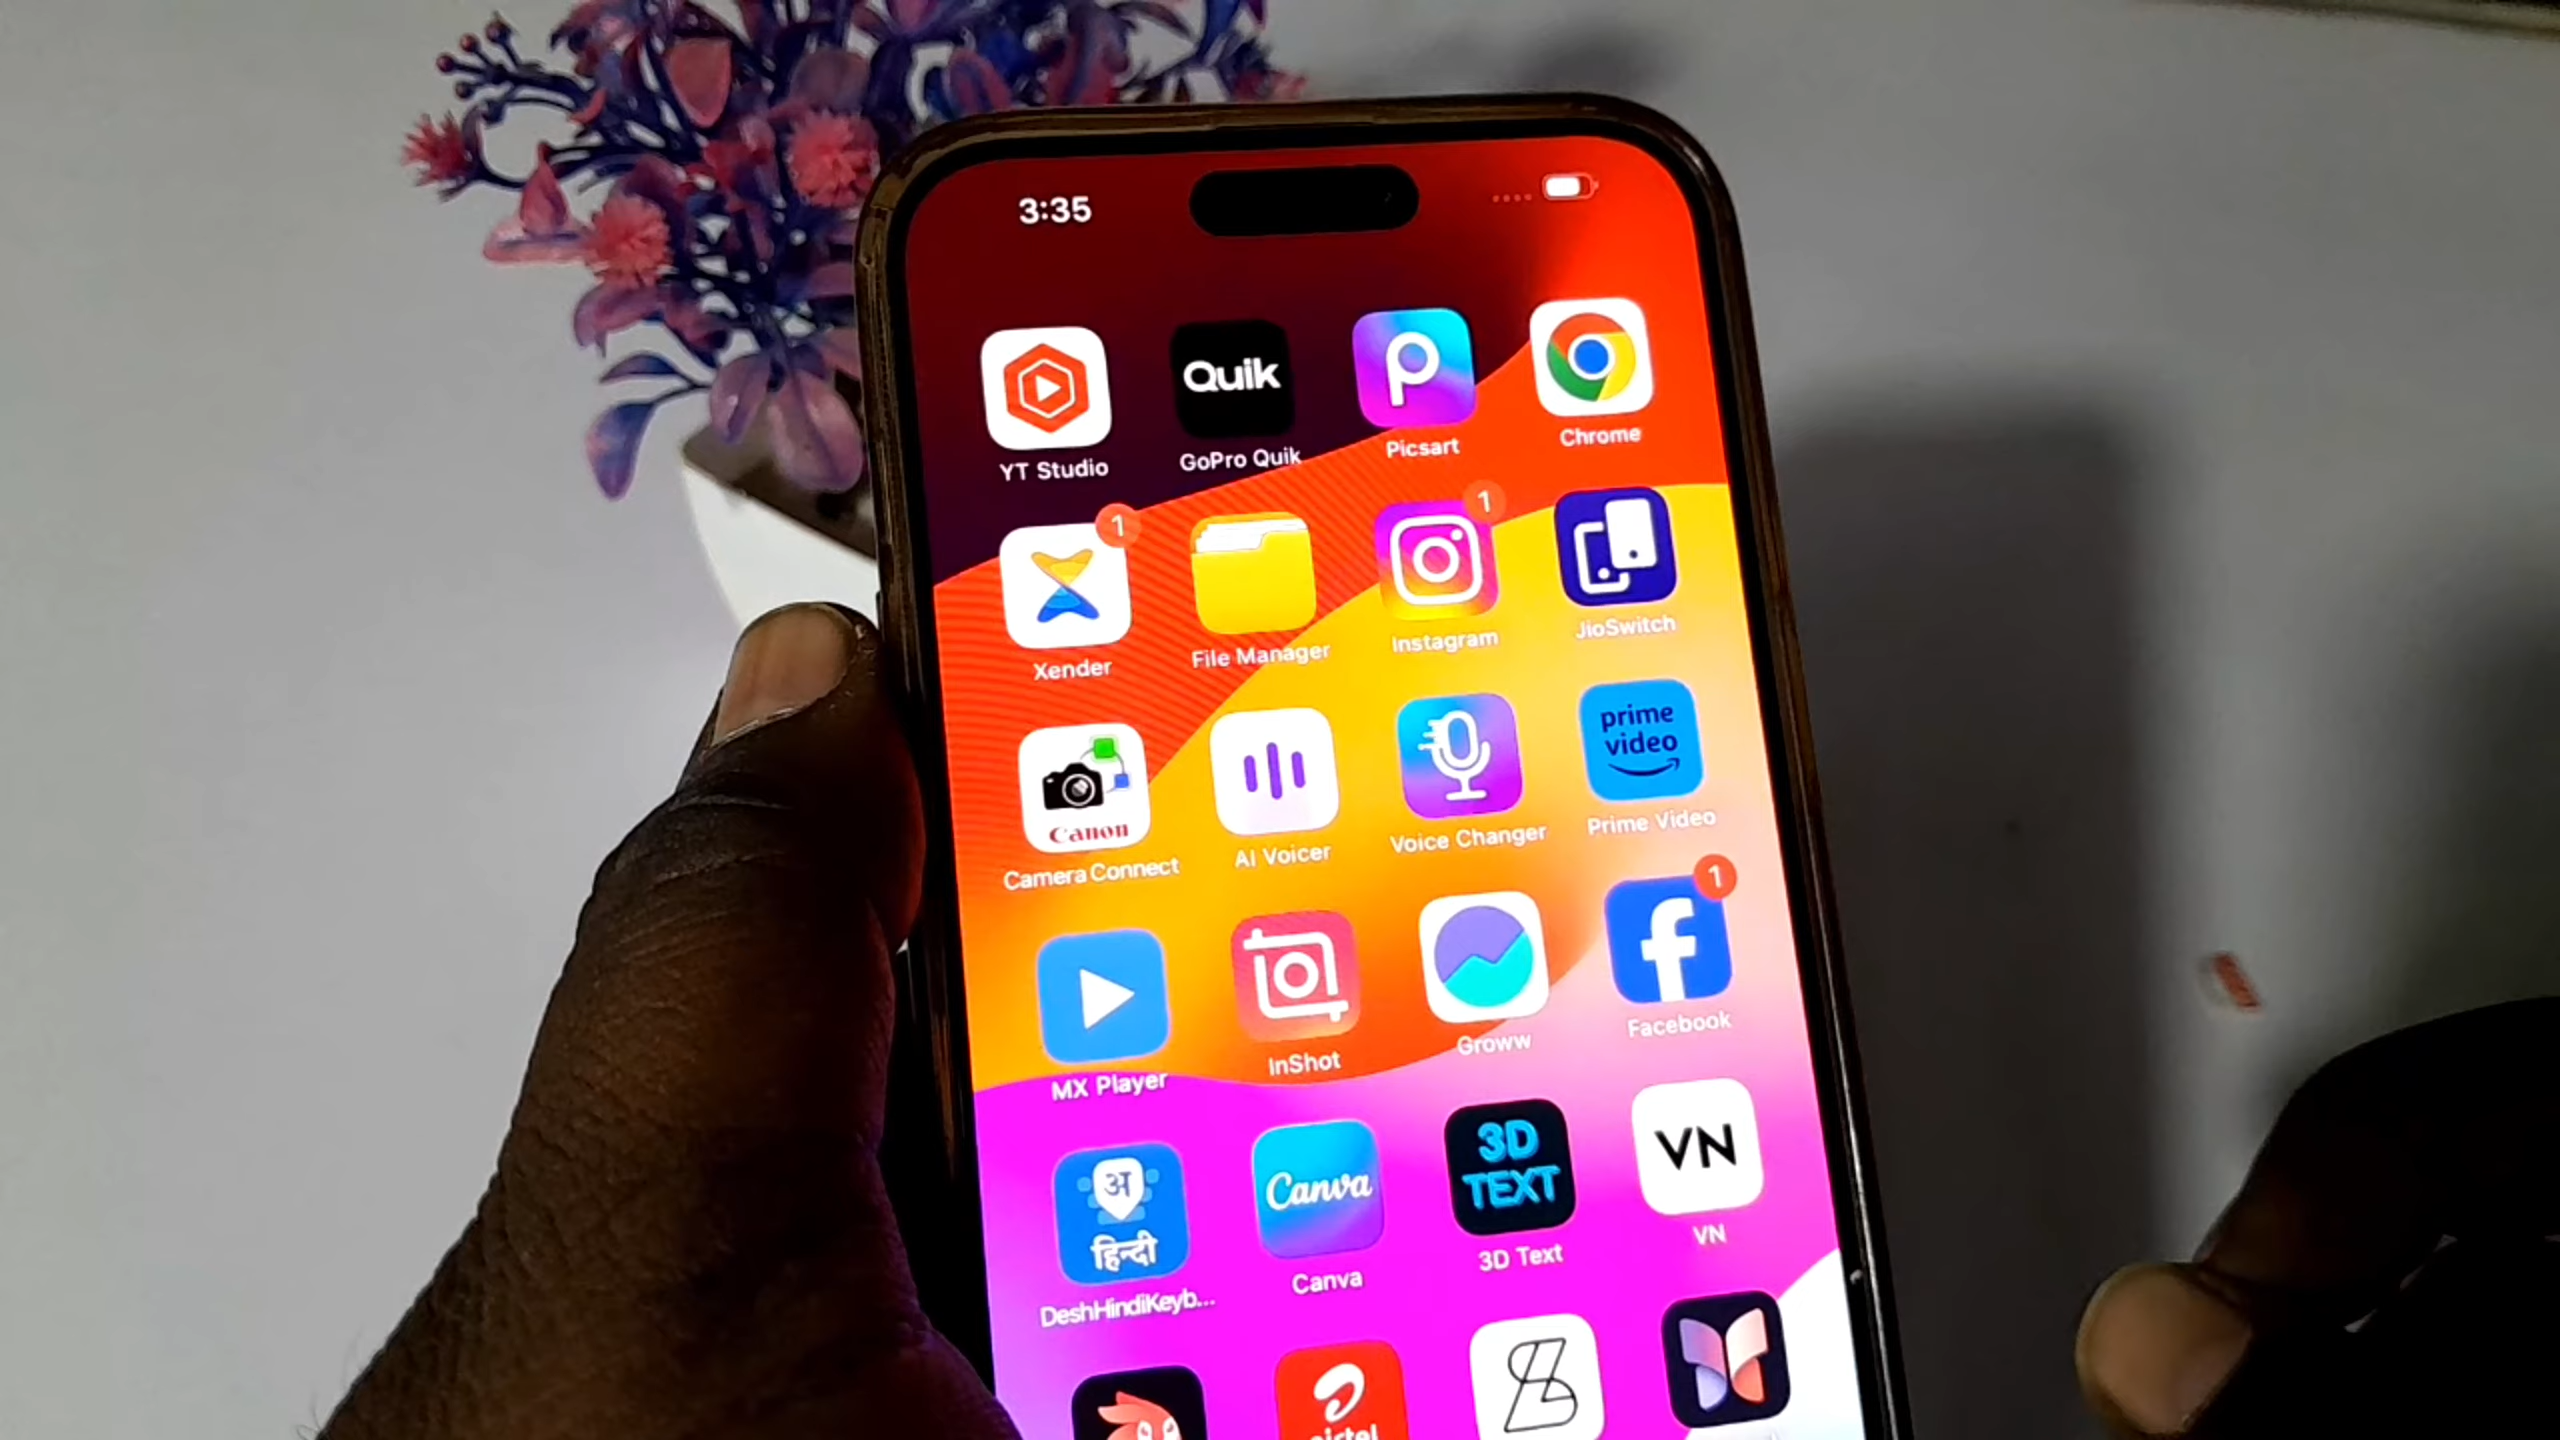 3:35
Quik
YT Studio
GoPro Quik
Picsart
Chrome
1
1
Xender
File Manager
Instagram
JioSwitch
prime
video
Canon
Camera Connect
AI Voicer
Voice Changer
Prime Video
1
MX Player
InShot
Groww
Facebook
अ
हिन्दी
Canva
3D
TEXT
VN
DeshHindiKeyb...
Canva
3D Text
VN
airtel